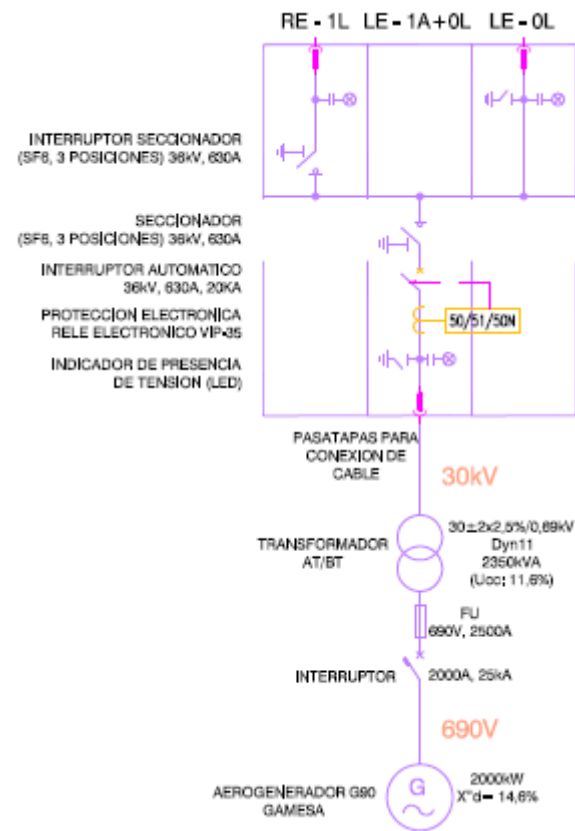 RE - 1L LE - 1A+0L LE - 0L
INTERRUPTOR SECCIONADOR
(SF6, 3 POSICIONES) 36kV, 630A
SECCIONADOR
(SF6, 3 POSICIONES) 36kV, 630A
INTERRUPTOR AUTOMATICO
36kV, 630A, 20KA
PROTECCION ELECTRONICA
RELE ELECTRONICO VIP-35
50/51/50N
INDICADOR DE PRESENCIA
DE TENSION (LED)
PASATAPAS PARA
CONEXION DE
CABLE
30kV
TRANSFORMADOR
AT/BT
30±2x2,5%/0,69kV
Dyn11
2350kVA
(Ucc: 11,6%)
FU
690V, 2500A
INTERRUPTOR
2000A, 25kA
690V
AEROGENERADOR G90
GAMESA
G
2000kW
X"d= 14,6%